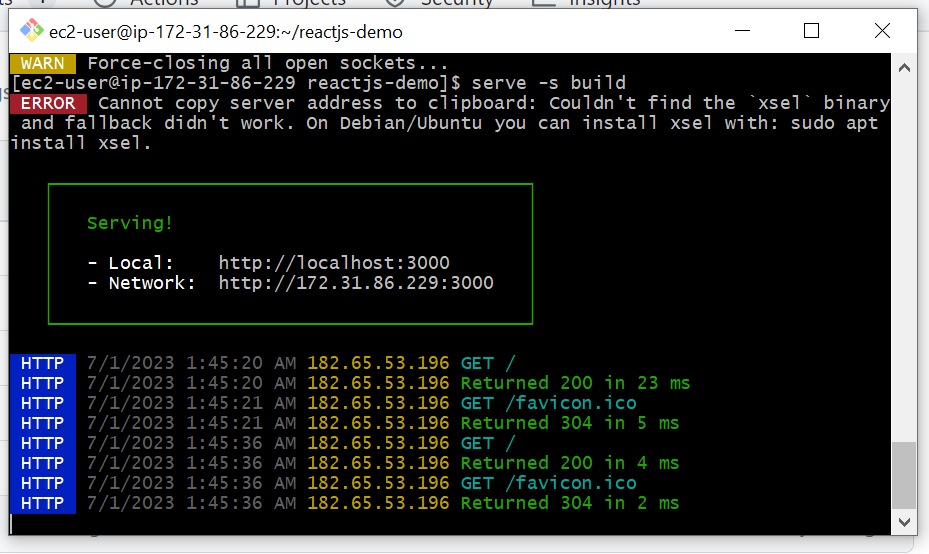 Actions Projects Security Insights
ec2-user@ip-172-31-86-229:~/reactjs-demo
WARN Force-closing all open sockets...
[ec2-user@ip-172-31-86-229 reactjs-demo]$ serve -s build
ERROR Cannot copy server address to clipboard: Couldn't find the `xsel` binary
and fallback didn't work. On Debian/Ubuntu you can install xsel with: sudo apt
install xsel.
Serving!
- Local: http://localhost:3000
- Network: http://172.31.86.229:3000
HTTP 7/1/2023 1:45:20 AM 182.65.53.196 GET /
HTTP 7/1/2023 1:45:20 AM 182.65.53.196 Returned 200 in 23 ms
HTTP 7/1/2023 1:45:21 AM 182.65.53.196 GET /favicon.ico
HTTP 7/1/2023 1:45:21 AM 182.65.53.196 Returned 304 in 5 ms
HTTP 7/1/2023 1:45:36 AM 182.65.53.196 GET /
HTTP 7/1/2023 1:45:36 AM 182.65.53.196 Returned 200 in 4 ms
HTTP 7/1/2023 1:45:36 AM 182.65.53.196 GET /favicon.ico
HTTP 7/1/2023 1:45:36 AM 182.65.53.196 Returned 304 in 2 ms